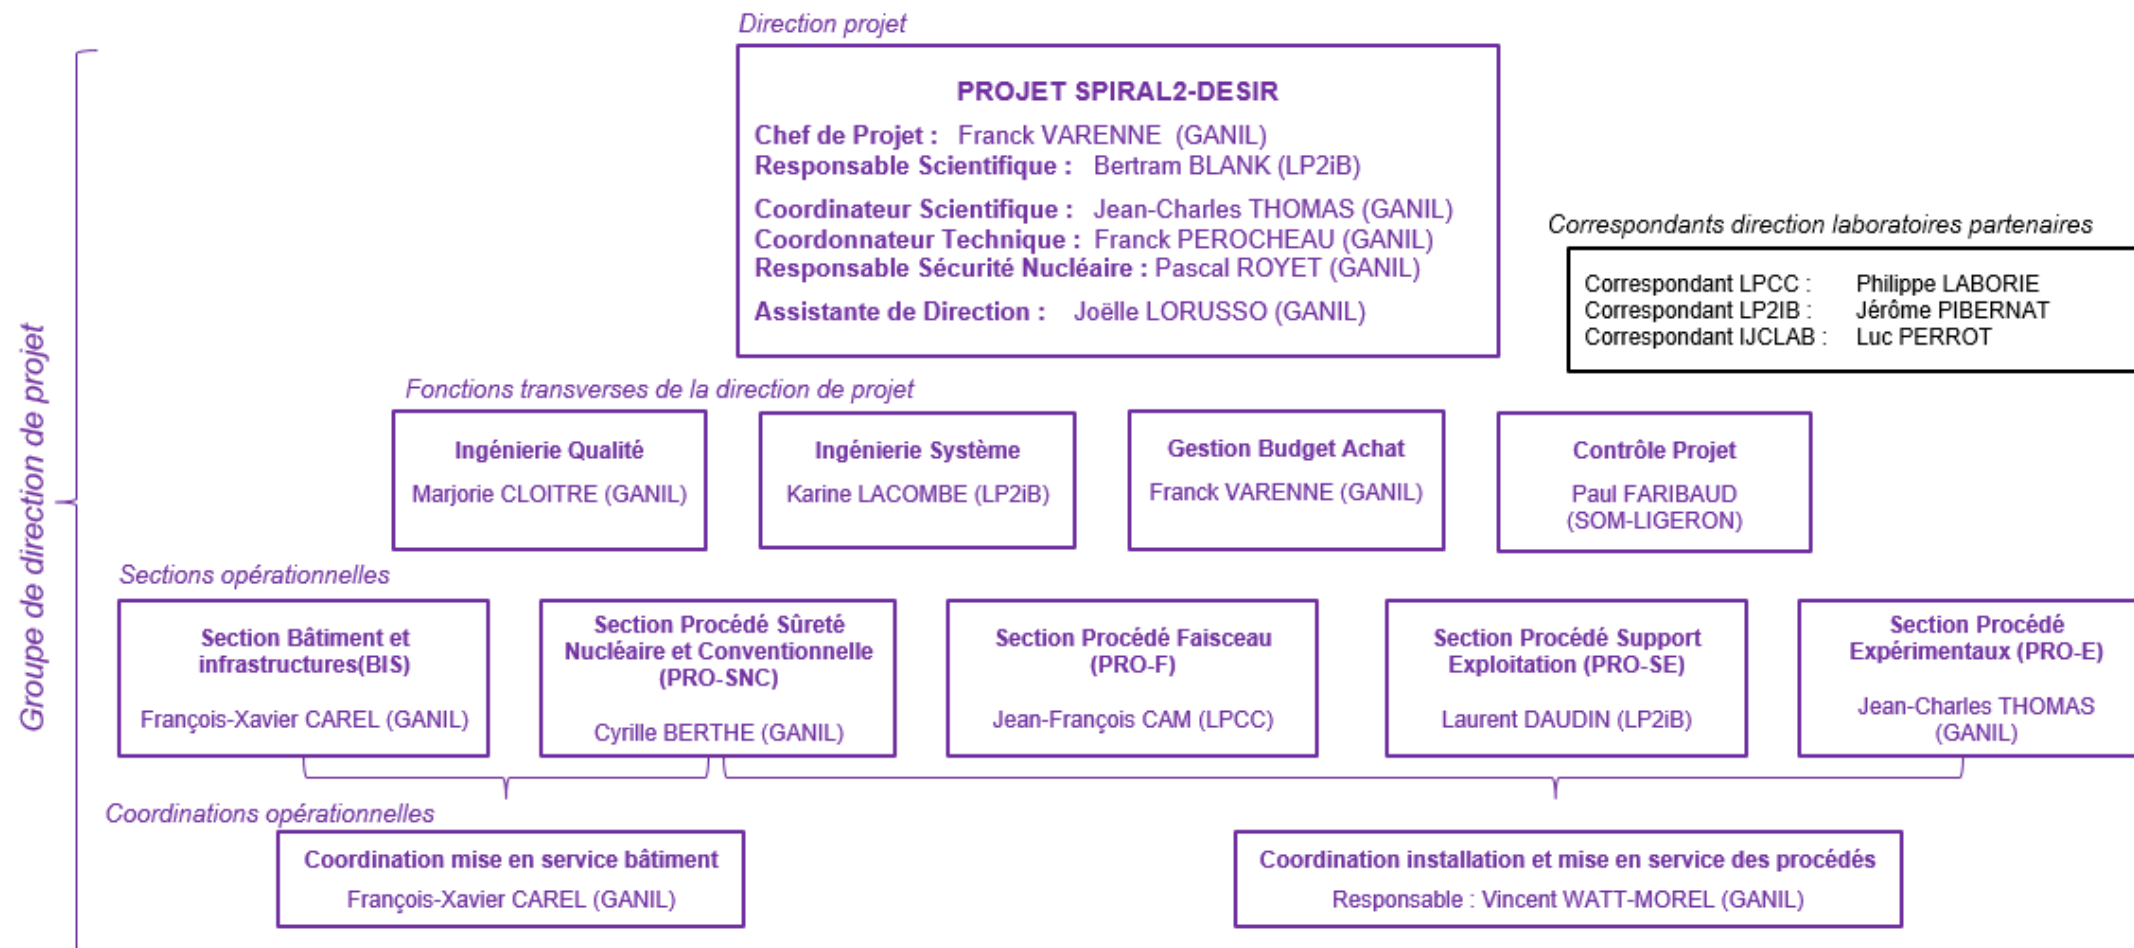 Direction projet
PROJET SPIRAL2-DESIR
Chef de Projet : Franck VARENNE (GANIL)
Responsable Scientifique : Bertram BLANK (LP2iB)
Coordinateur Scientifique : Jean-Charles THOMAS (GANIL)
Coordonnateur Technique : Franck PEROCHEAU (GANIL)
Responsable Sécurité Nucléaire : Pascal ROYET (GANIL)
Assistante de Direction : Joëlle LORUSSO (GANIL)
Correspondants direction laboratoires partenaires
Correspondant LPCC : Philippe LABORIE
Correspondant LP2IB : Jérôme PIBERNAT
Correspondant IJCLAB : Luc PERROT
Groupe de direction de projet
Fonctions transverses de la direction de projet
Ingénierie Qualité
Marjorie CLOITRE (GANIL)
Ingénierie Système
Karine LACOMBE (LP2iB)
Gestion Budget Achat
Franck VARENNE (GANIL)
Contrôle Projet
Paul FARIBAUD
(SOM-LIGERON)
Sections opérationnelles
Section Bâtiment et
infrastructures(BIS)
François-Xavier CAREL (GANIL)
Section Procédé Sûreté
Nucléaire et Conventionnelle
(PRO-SNC)
Cyrille BERTHE (GANIL)
Section Procédé Faisceau
(PRO-F)
Jean-François CAM (LPCC)
Section Procédé Support
Exploitation (PRO-SE)
Laurent DAUDIN (LP2iB)
Section Procédé
Expérimentaux (PRO-E)
Jean-Charles THOMAS
(GANIL)
Coordinations opérationnelles
Coordination mise en service bâtiment
François-Xavier CAREL (GANIL)
Coordination installation et mise en service des procédés
Responsable : Vincent WATT-MOREL (GANIL)